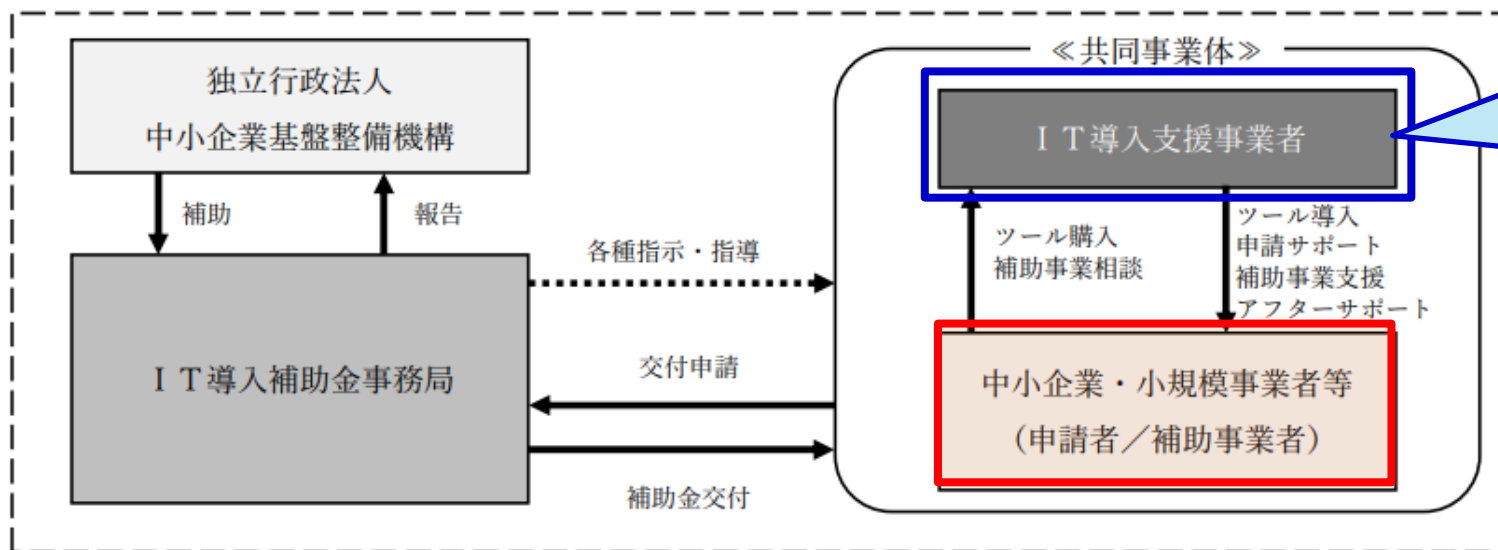 独立行政法人
中小企業基盤整備機構
補助
報告
ＩＴ導入補助金事務局
各種指示・指導
交付申請
補助金交付
≪共同事業体≫
ＩＴ導入支援事業者
ツール購入
補助事業相談
ツール導入
申請サポート
補助事業支援
アフターサポート
中小企業・小規模事業者等
（申請者／補助事業者）